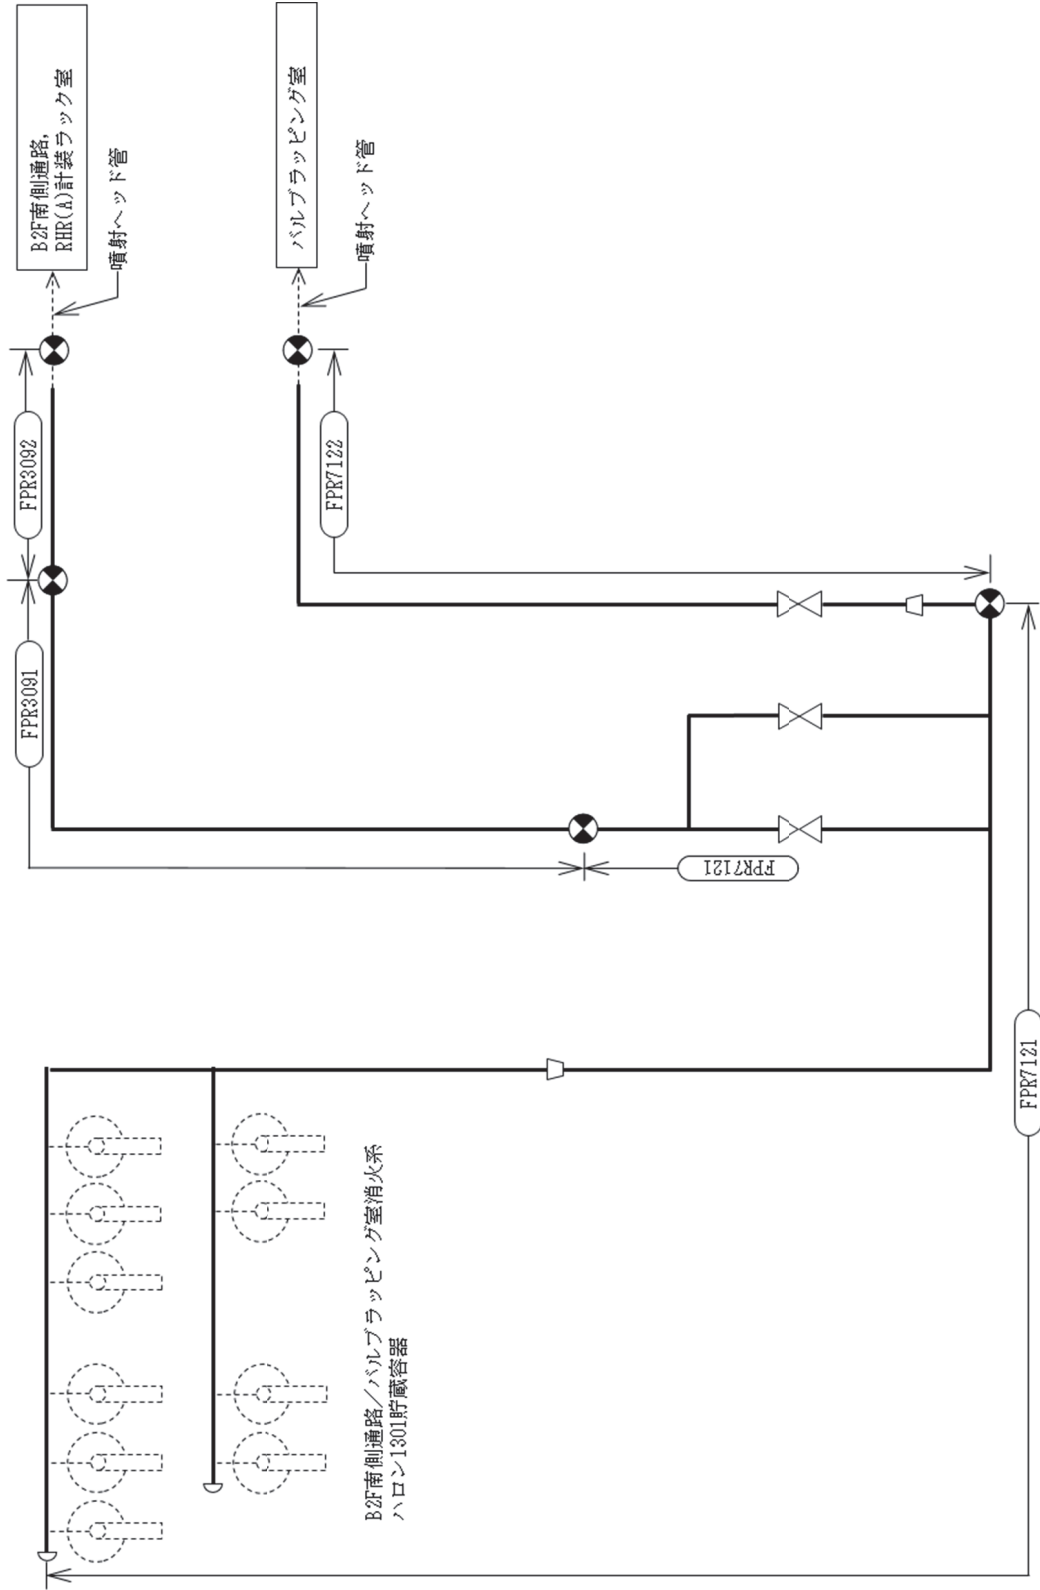 B2F南側通路,
RHR(A)計装ラック室
噴射ヘッド管
FPR3092
FPR3091
バルブラッピング室
噴射ヘッド管
FPR7122
FPR7121
B2F南側通路／バルブラッピング室消火系
ハロン1301貯蔵容器
FPR7121